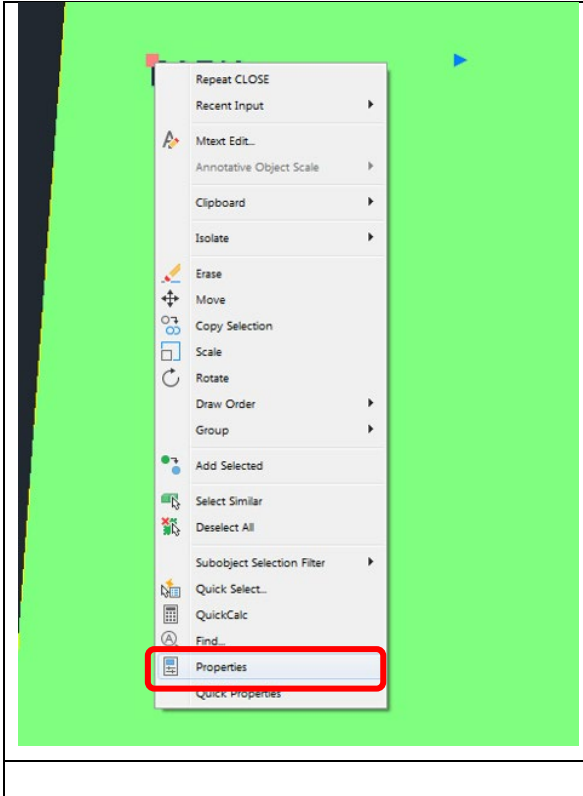 Repeat CLOSE
Recent Input
Mtext Edit...
Annotative Object Scale
Clipboard
Isolate
Erase
Move
Copy Selection
Scale
Rotate
Draw Order
Group
Add Selected
Select Similar
Deselect All
Subobject Selection Filter
Quick Select...
QuickCalc
Find...
Properties
Quick Properties